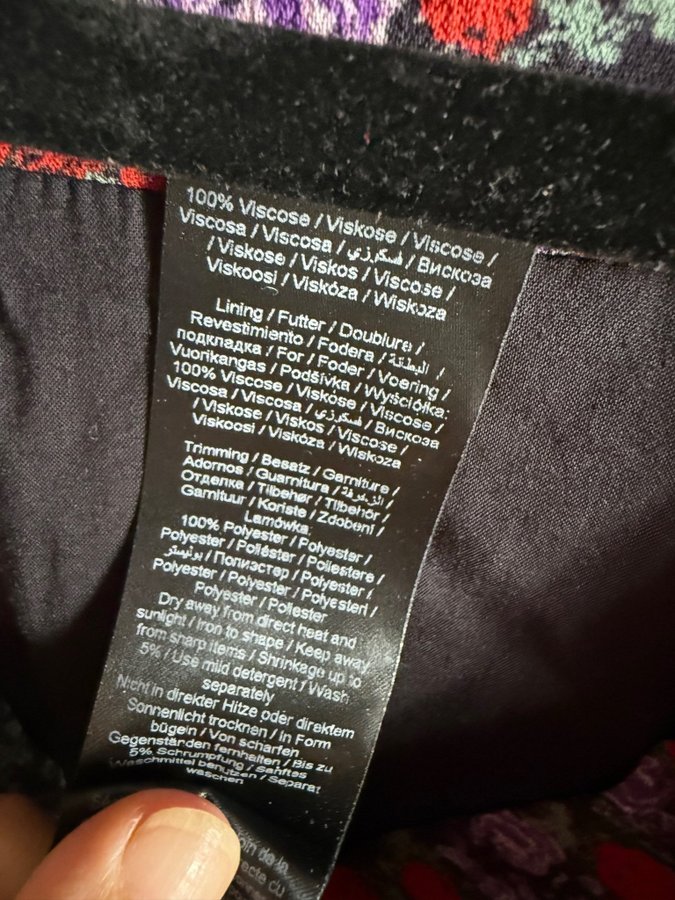 100% Viscose / Viskose / Viscose /
Viscosa / Viscosa / فسكوزي / Вискоза
/ Viskose / Viskos / Viscose /
Viskoosi / Viskóza / Wiskoza
Lining / Futter / Doublure /
Revestimiento / Fodera / البطانة /
подкладка / For / Foder / Voering /
Vuorikangas / Podšívka / Wyściółka:
100% Viscose / Viskose / Viscose /
Viscosa / Viscosa / فسكوزي / Вискоза
/ Viskose / Viskos / Viscose /
Viskoosi / Viskóza / Wiskoza
Trimming / Besatz / Garniture /
Adornos / Guarnitura / الزخرفة /
Отделка / Tilbehør / Tillbehör /
Garnituur / Koriste / Zdobení /
Lamówka:
100% Polyester / Polyester /
Polyester / Poliéster / Poliestere /
بوليستر / Полиэстер / Polyester /
Polyester / Polyester / Polyesteri /
Polyester / Poliester
Dry away from direct heat and
sunlight / Iron to shape / Keep away
from sharp items / Shrinkage up to
5% / Use mild detergent / Wash
separately
Nicht in direkter Hitze oder direktem
Sonnenlicht trocknen / In Form
bügeln / Von scharfen
Gegenständen fernhalten / Bis zu
5% Schrumpfung / Sanftes
Waschmittel benutzen / Separat
waschen
de la